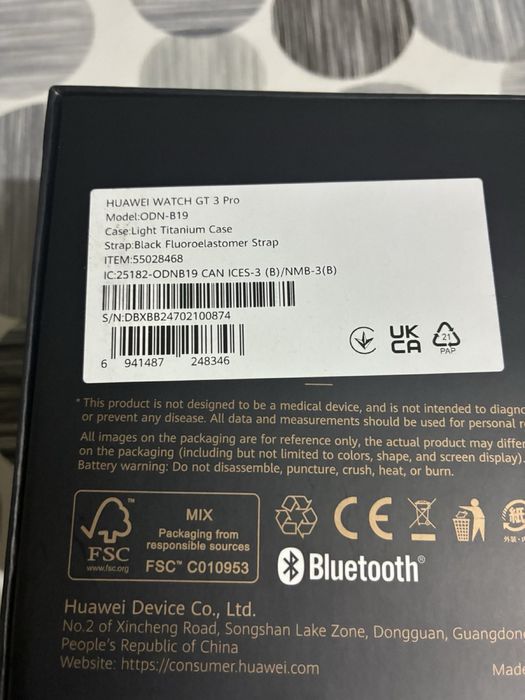 HUAWEI WATCH GT 3 Pro
Model:ODN-B19
Case:Light Titanium Case
Strap:Black Fluoroelastomer Strap
ITEM:55028468
IC:25182-ODNB19 CAN ICES-3 (B)/NMB-3(B)
S/N:DBXBB24702100874
6 941487 248346
UK
CA
21
PAP
* This product is not designed to be a medical device, and is not intended to diagno
or prevent any disease. All data and measurements should be used for personal r
All images on the packaging are for reference only, the actual product may differ
on the packaging (including but not limited to colors, shape, and screen display).
Battery warning: Do not disassemble, puncture, crush, heat, or burn.
FSC
www.fsc.org
MIX
Packaging from
responsible sources
FSC™ C010953
CE
紙
Bluetooth®
Huawei Device Co., Ltd.
No.2 of Xincheng Road, Songshan Lake Zone, Dongguan, Guangdon
People's Republic of China
Website: https://consumer.huawei.com
Made